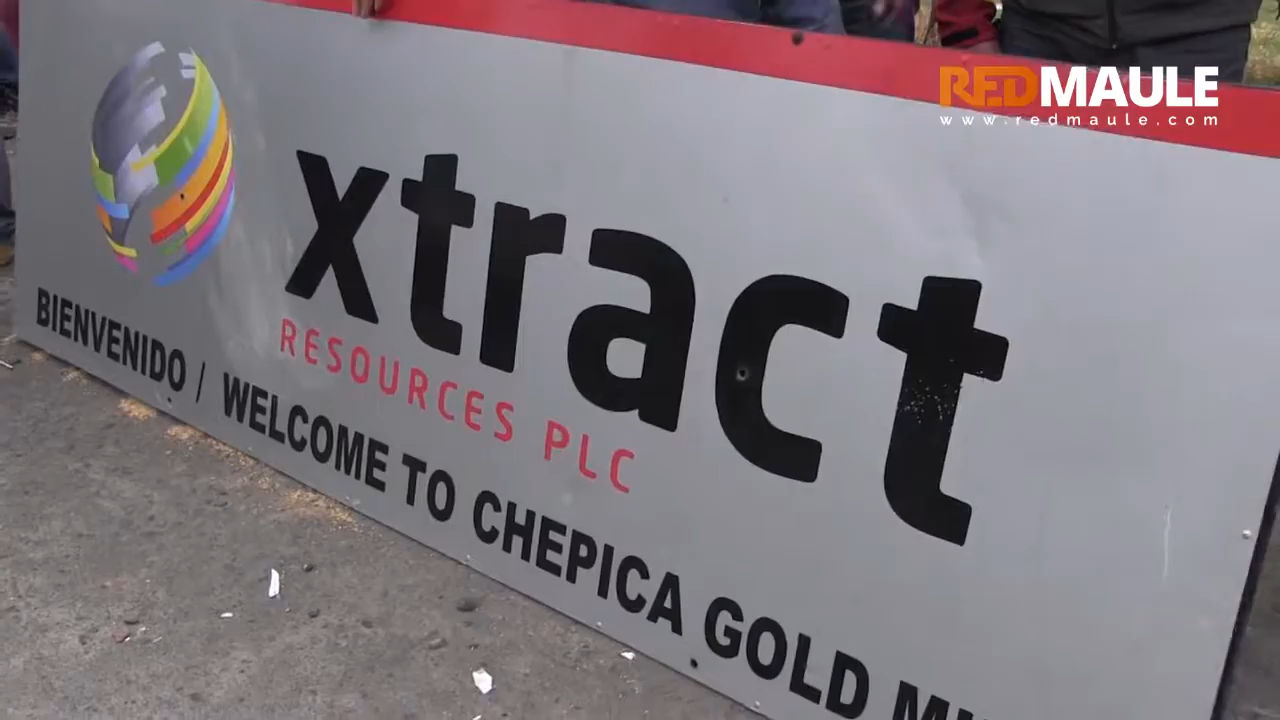 REDMAULE
www.redmaule.com
xtract
RESOURCES PLC
BIENVENIDO / WELCOME TO CHEPICA GOLD